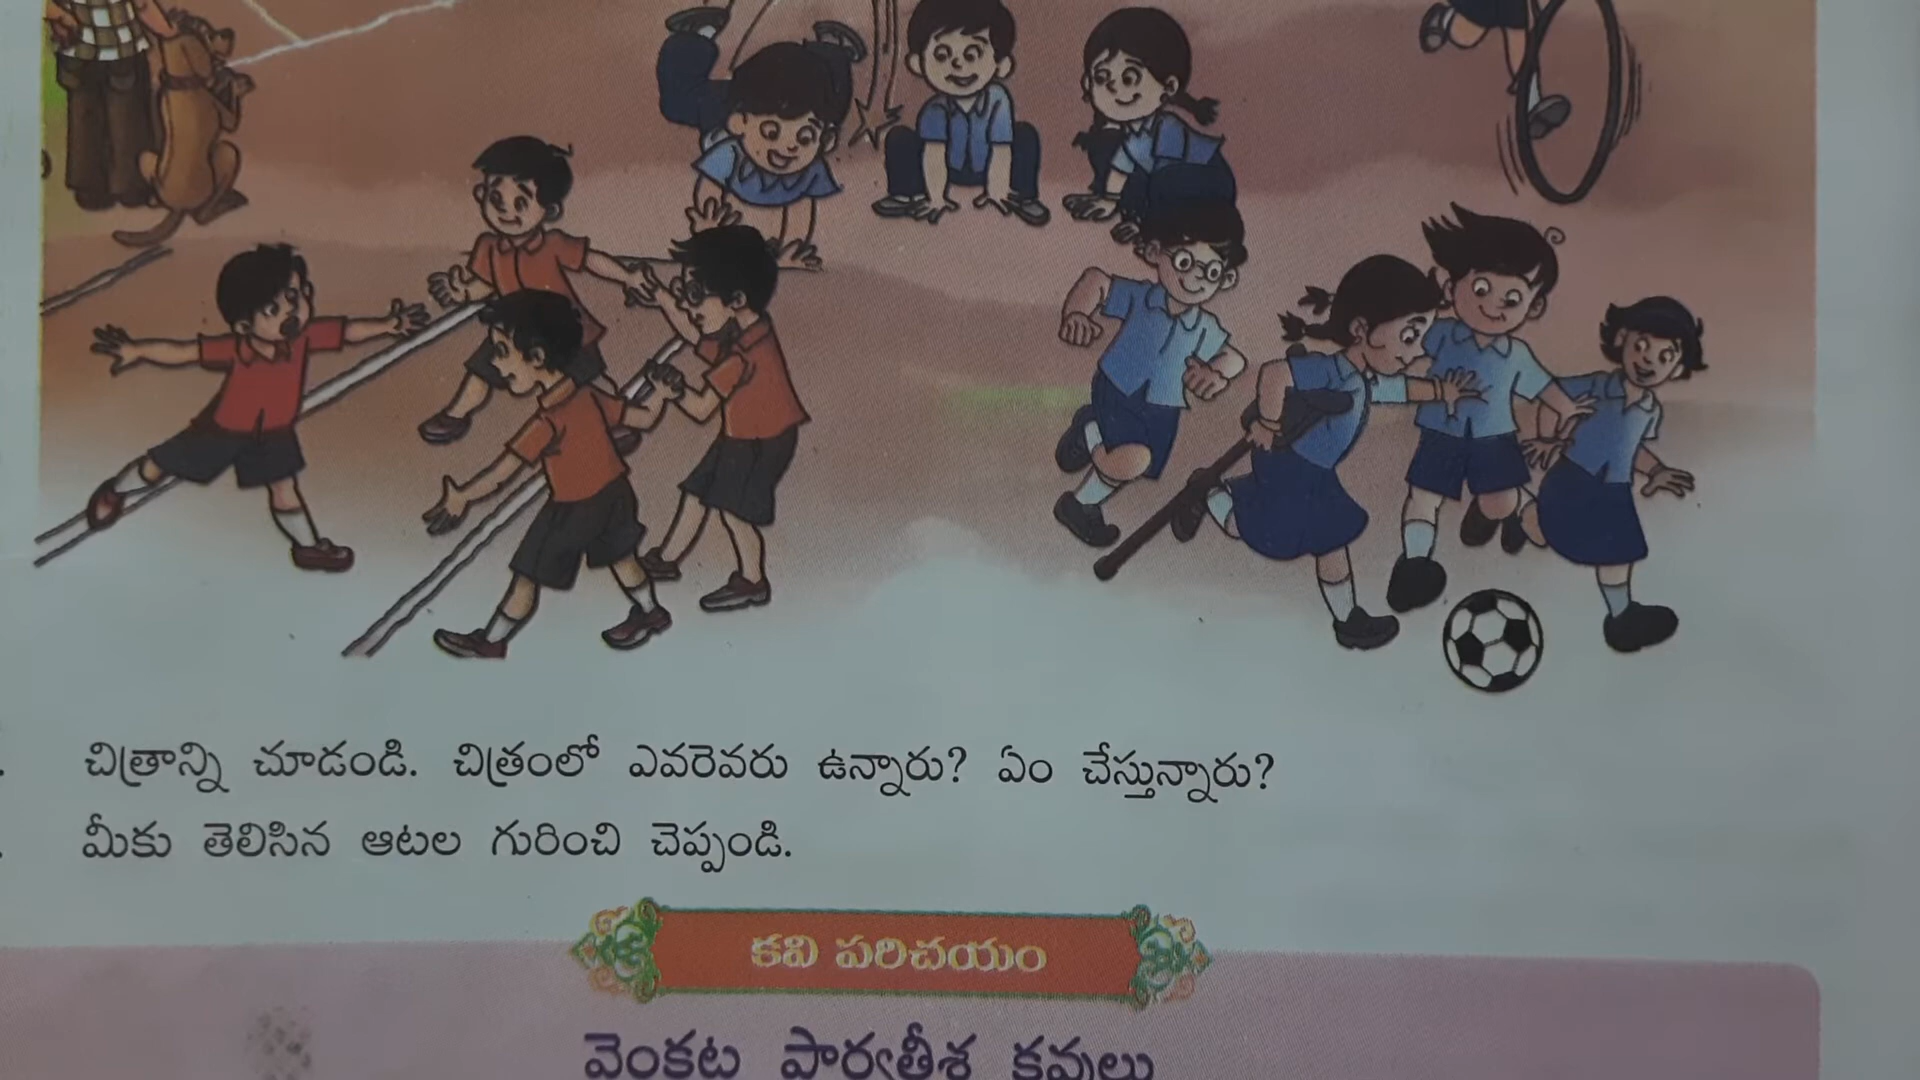 చిత్రాన్ని చూడండి. చిత్రంలో ఎవరెవరు ఉన్నారు? ఏం చేస్తున్నారు?
మీకు తెలిసిన ఆటల గురించి చెప్పండి.
కవి పరిచయం
వెంకట పార్వతీశ కవులు